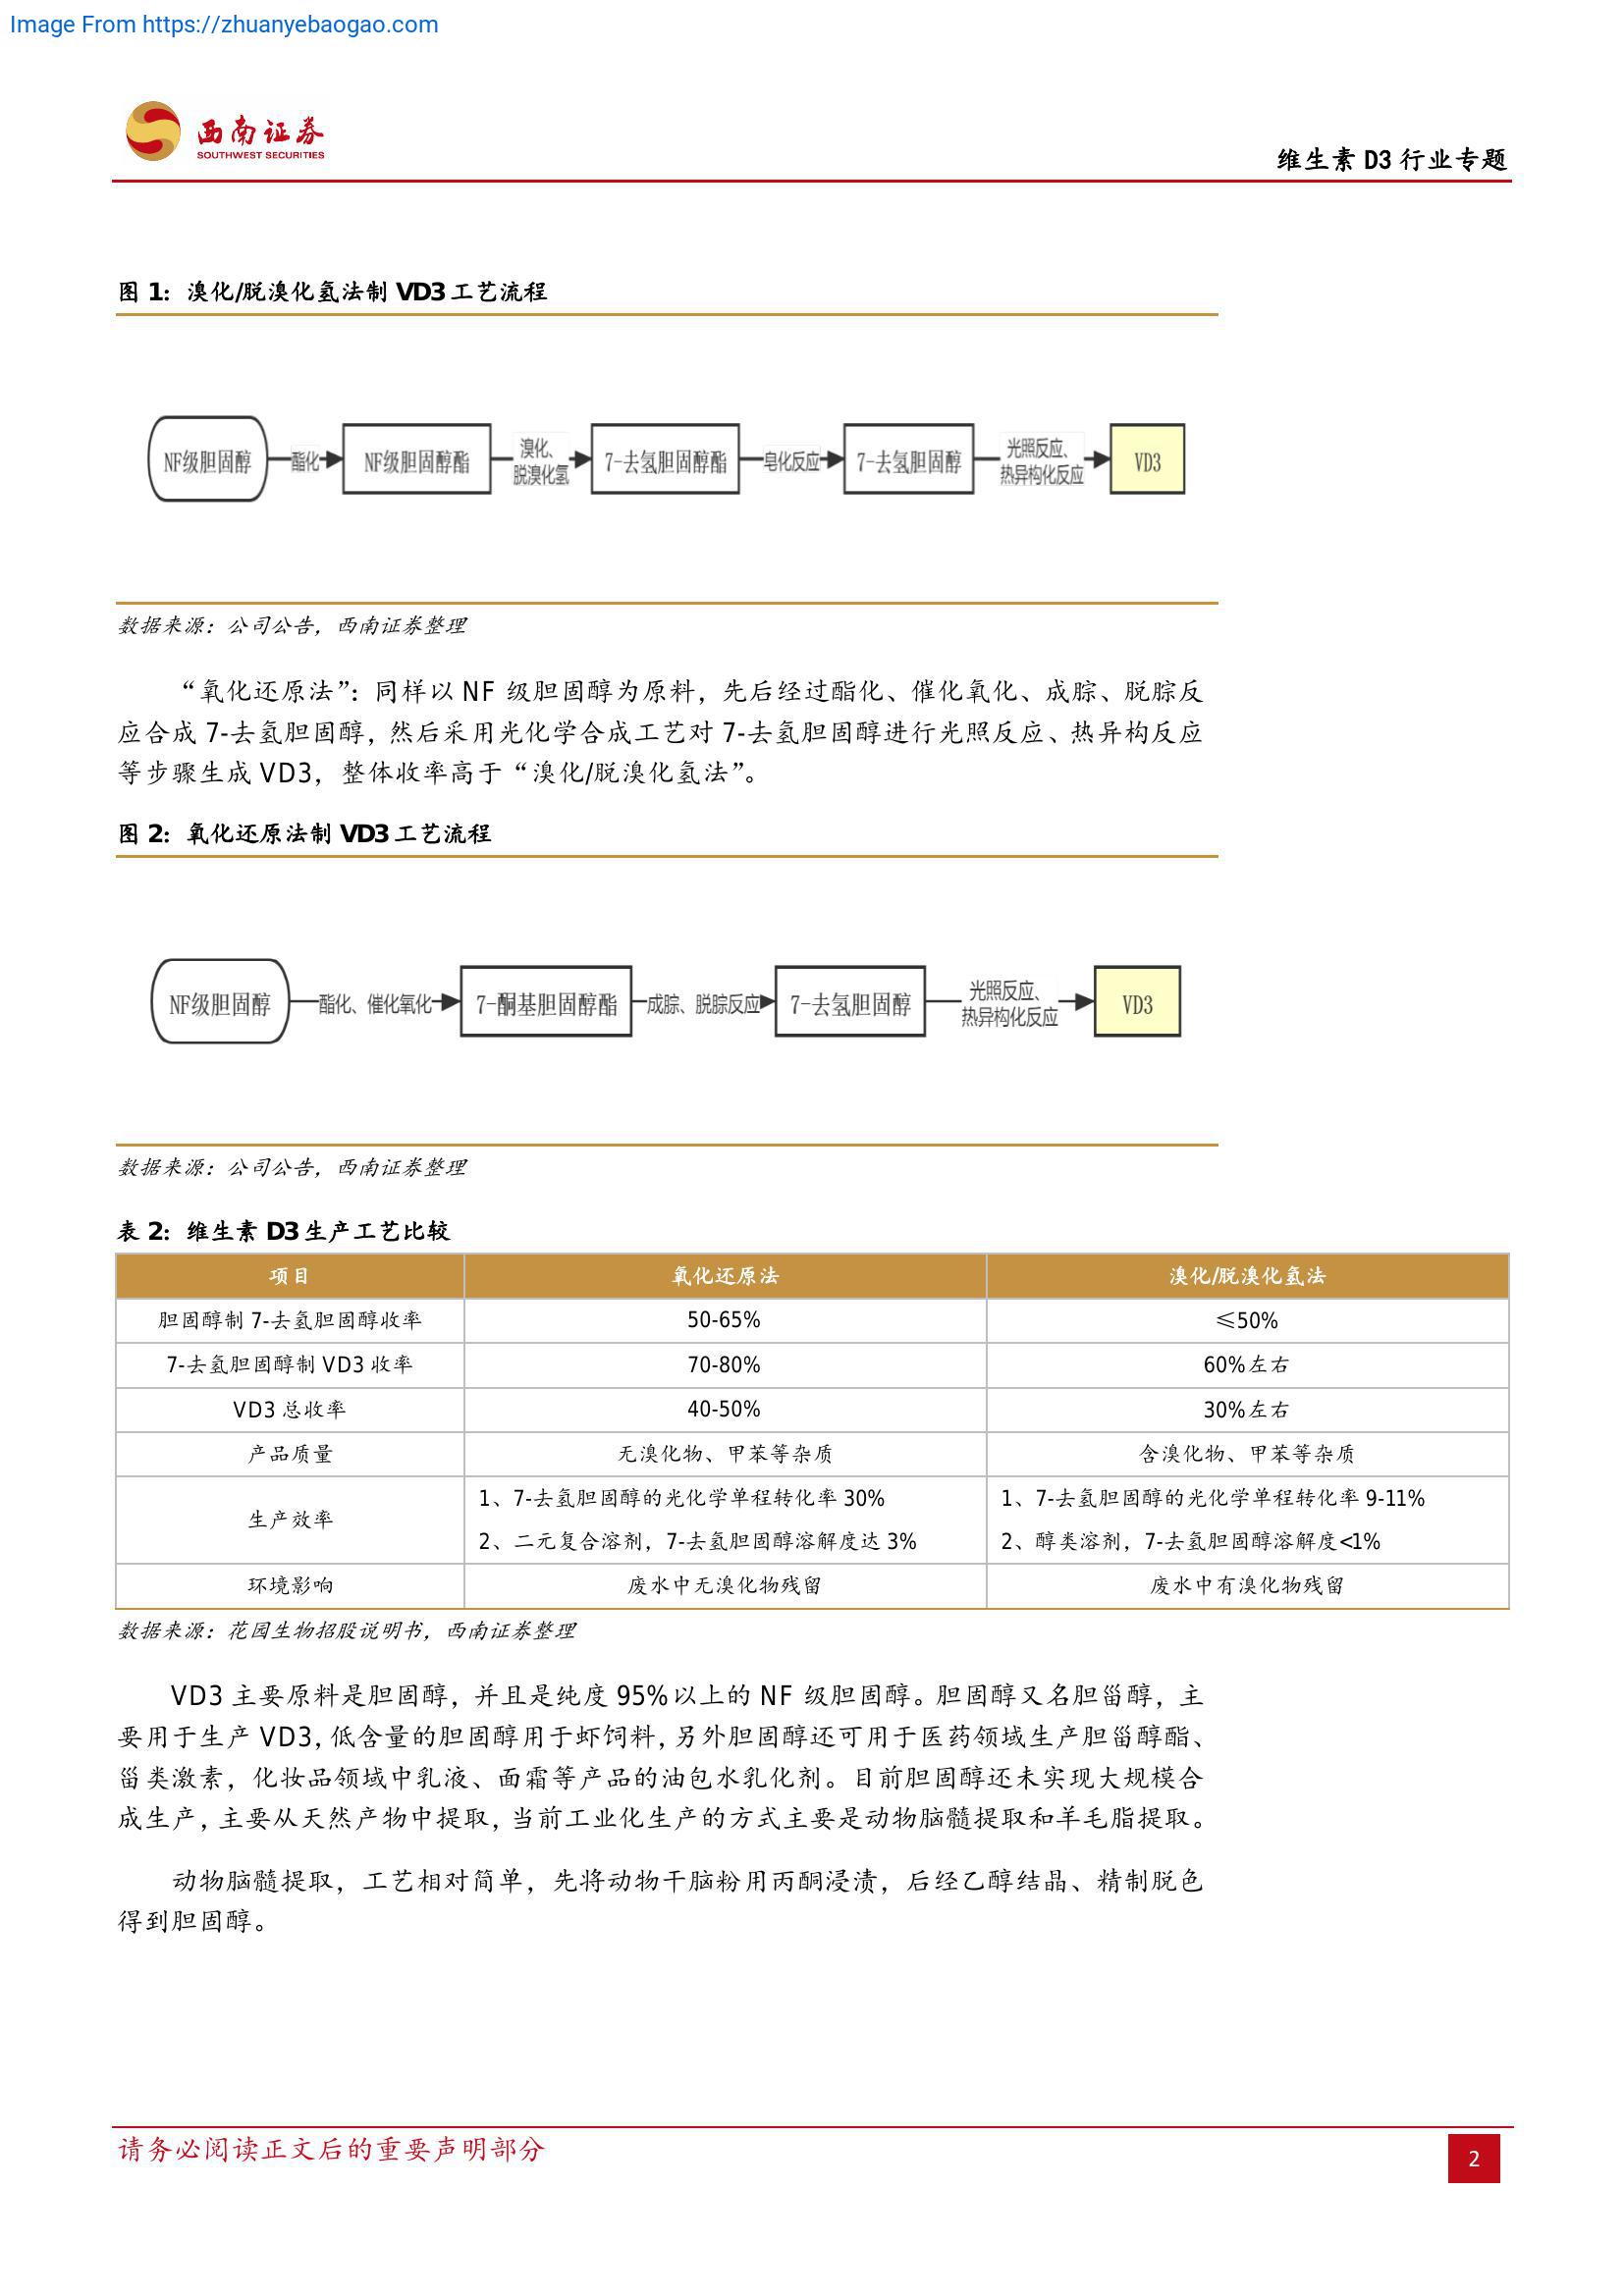 Image From https://zhuanyebaogao.com
西南证券
SOUTHWEST SECURITIES
维生素 D3 行业专题
图 1：溴化/脱溴化氢法制 VD3 工艺流程
NF级胆固醇
酯化
NF级胆固醇酯
溴化、
脱溴化氢
7-去氢胆固醇酯
皂化反应
7-去氢胆固醇
光照反应、
热异构化反应
VD3
数据来源：公司公告，西南证券整理
“氧化还原法”：同样以 NF 级胆固醇为原料，先后经过酯化、催化氧化、成腙、脱腙反
应合成 7-去氢胆固醇，然后采用光化学合成工艺对 7-去氢胆固醇进行光照反应、热异构反应
等步骤生成 VD3，整体收率高于“溴化/脱溴化氢法”。
图 2：氧化还原法制 VD3 工艺流程
NF级胆固醇
酯化、催化氧化
7-酮基胆固醇酯
成腙、脱腙反应
7-去氢胆固醇
光照反应、
热异构化反应
VD3
数据来源：公司公告，西南证券整理
表 2：维生素 D3 生产工艺比较
项目 氧化还原法 溴化/脱溴化氢法
胆固醇制 7-去氢胆固醇收率 50-65% ≤50%
7-去氢胆固醇制 VD3 收率 70-80% 60%左右
VD3 总收率 40-50% 30%左右
产品质量 无溴化物、甲苯等杂质 含溴化物、甲苯等杂质
生产效率
1、7-去氢胆固醇的光化学单程转化率 30%
2、二元复合溶剂，7-去氢胆固醇溶解度达 3%
1、7-去氢胆固醇的光化学单程转化率 9-11%
2、醇类溶剂，7-去氢胆固醇溶解度<1%
环境影响 废水中无溴化物残留 废水中有溴化物残留
数据来源：花园生物招股说明书，西南证券整理
VD3 主要原料是胆固醇，并且是纯度 95%以上的 NF 级胆固醇。胆固醇又名胆甾醇，主
要用于生产 VD3，低含量的胆固醇用于虾饲料，另外胆固醇还可用于医药领域生产胆甾醇酯、
甾类激素，化妆品领域中乳液、面霜等产品的油包水乳化剂。目前胆固醇还未实现大规模合
成生产，主要从天然产物中提取，当前工业化生产的方式主要是动物脑髓提取和羊毛脂提取。
动物脑髓提取，工艺相对简单，先将动物干脑粉用丙酮浸渍，后经乙醇结晶、精制脱色
得到胆固醇。
请务必阅读正文后的重要声明部分
2